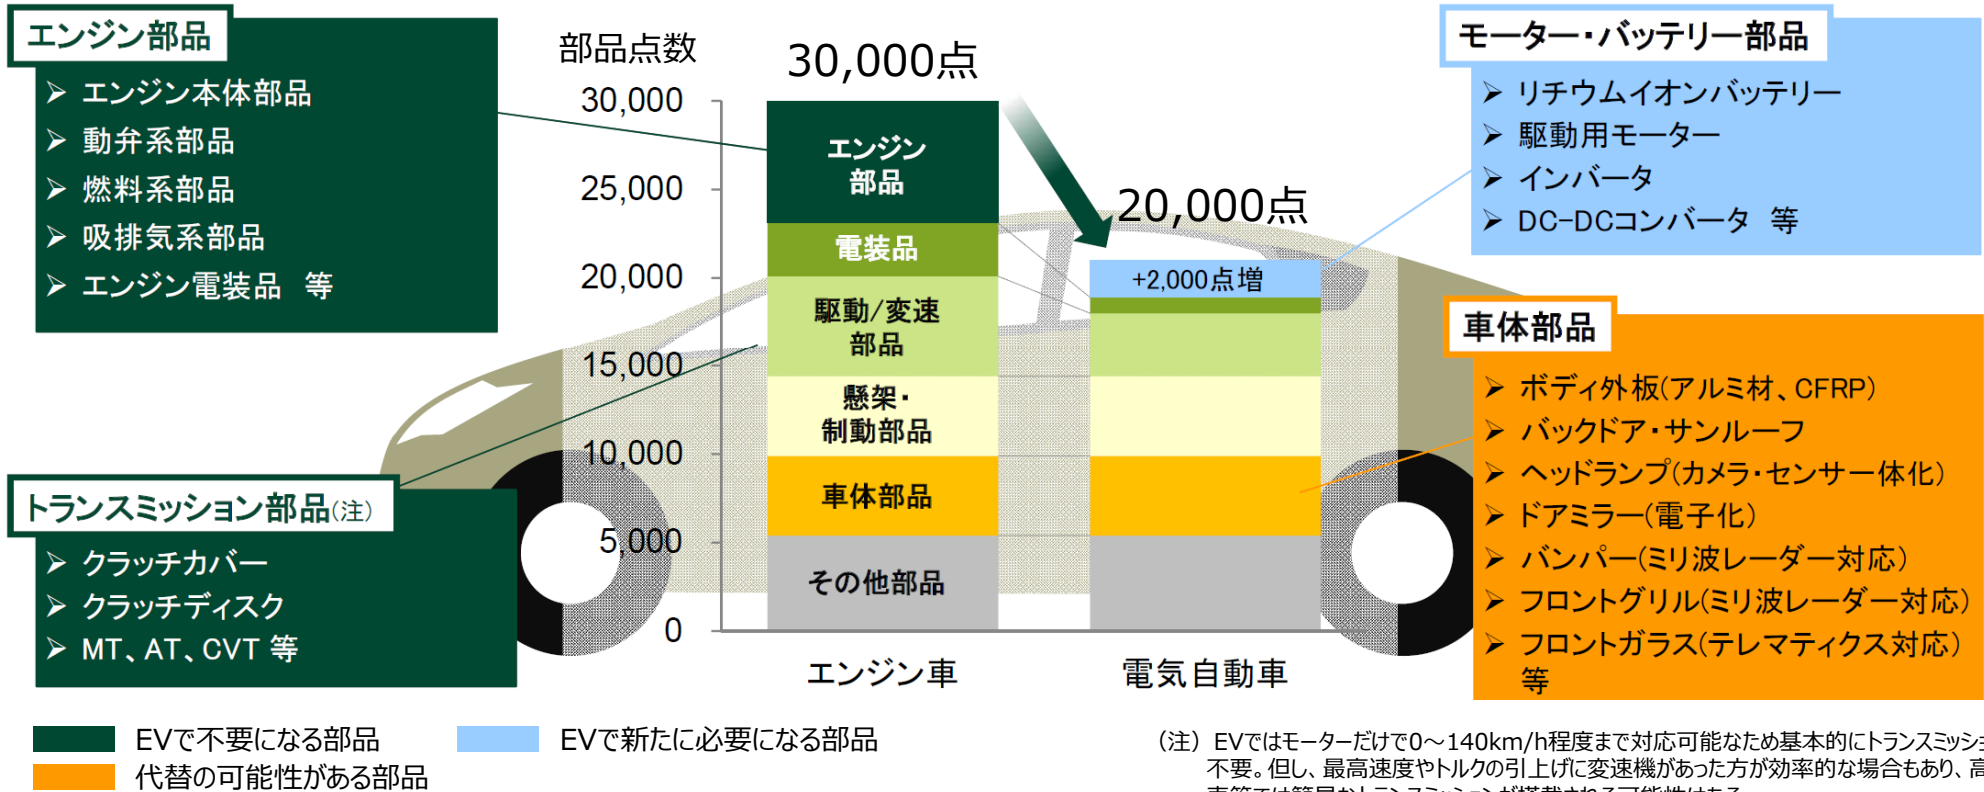 エンジン部品
➢ エンジン本体部品
➢ 動弁系部品
➢ 燃料系部品
➢ 吸排気系部品
➢ エンジン電装品 等
トランスミッション部品(注)
➢ クラッチカバー
➢ クラッチディスク
➢ MT、AT、CVT 等
部品点数
30,000
25,000
20,000
15,000
10,000
5,000
0
30,000点
エンジン
部品
電装品
駆動/変速
部品
懸架・
制動部品
車体部品
その他部品
エンジン車
20,000点
+2,000点増
電気自動車
モーター・バッテリー部品
➢ リチウムイオンバッテリー
➢ 駆動用モーター
➢ インバータ
➢ DC-DCコンバータ 等
車体部品
➢ ボディ外板(アルミ材、CFRP)
➢ バックドア・サンルーフ
➢ ヘッドランプ(カメラ・センサー体化)
➢ ドアミラー(電子化)
➢ バンパー(ミリ波レーダー対応)
➢ フロントグリル(ミリ波レーダー対応)
➢ フロントガラス(テレマティクス対応)
等
EVで不要になる部品
EVで新たに必要になる部品
代替の可能性がある部品
(注) EVではモーターだけで0～140km/h程度まで対応可能なため基本的にトランスミッショ
不要。但し、最高速度やトルクの引上げに変速機があった方が効率的な場合もあり、高